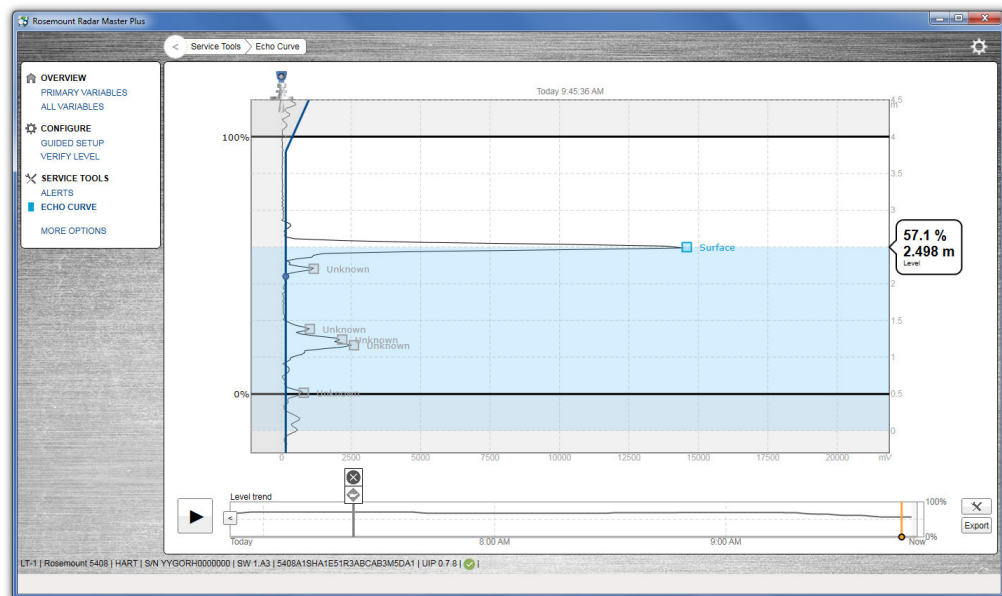 Rosemount Radar Master Plus
< Service Tools Echo Curve
OVERVIEW
PRIMARY VARIABLES
ALL VARIABLES
CONFIGURE
GUIDED SETUP
VERIFY LEVEL
SERVICE TOOLS
ALERTS
ECHO CURVE
MORE OPTIONS
Today 9:45:36 AM
4.5
m
100%
4
3.5
3
Surface
57.1 %
2.498 m
Level
Unknown
2
1.5
Unknown
Unknown
Unknown
1
0%
Unknown
0.5
0
0 2500 5000 7500 10000 12500 15000 17500 20000 mV
Level trend
100%
<
Export
0%
Today 8:00 AM 9:00 AM Now
LT-1 | Rosemount 5408 | HART | S/N YYGORH0000000 | SW 1.A3 | 5408A1SHA1E51R3ABCAB3M5DA1 | UIP 0.7.8 |